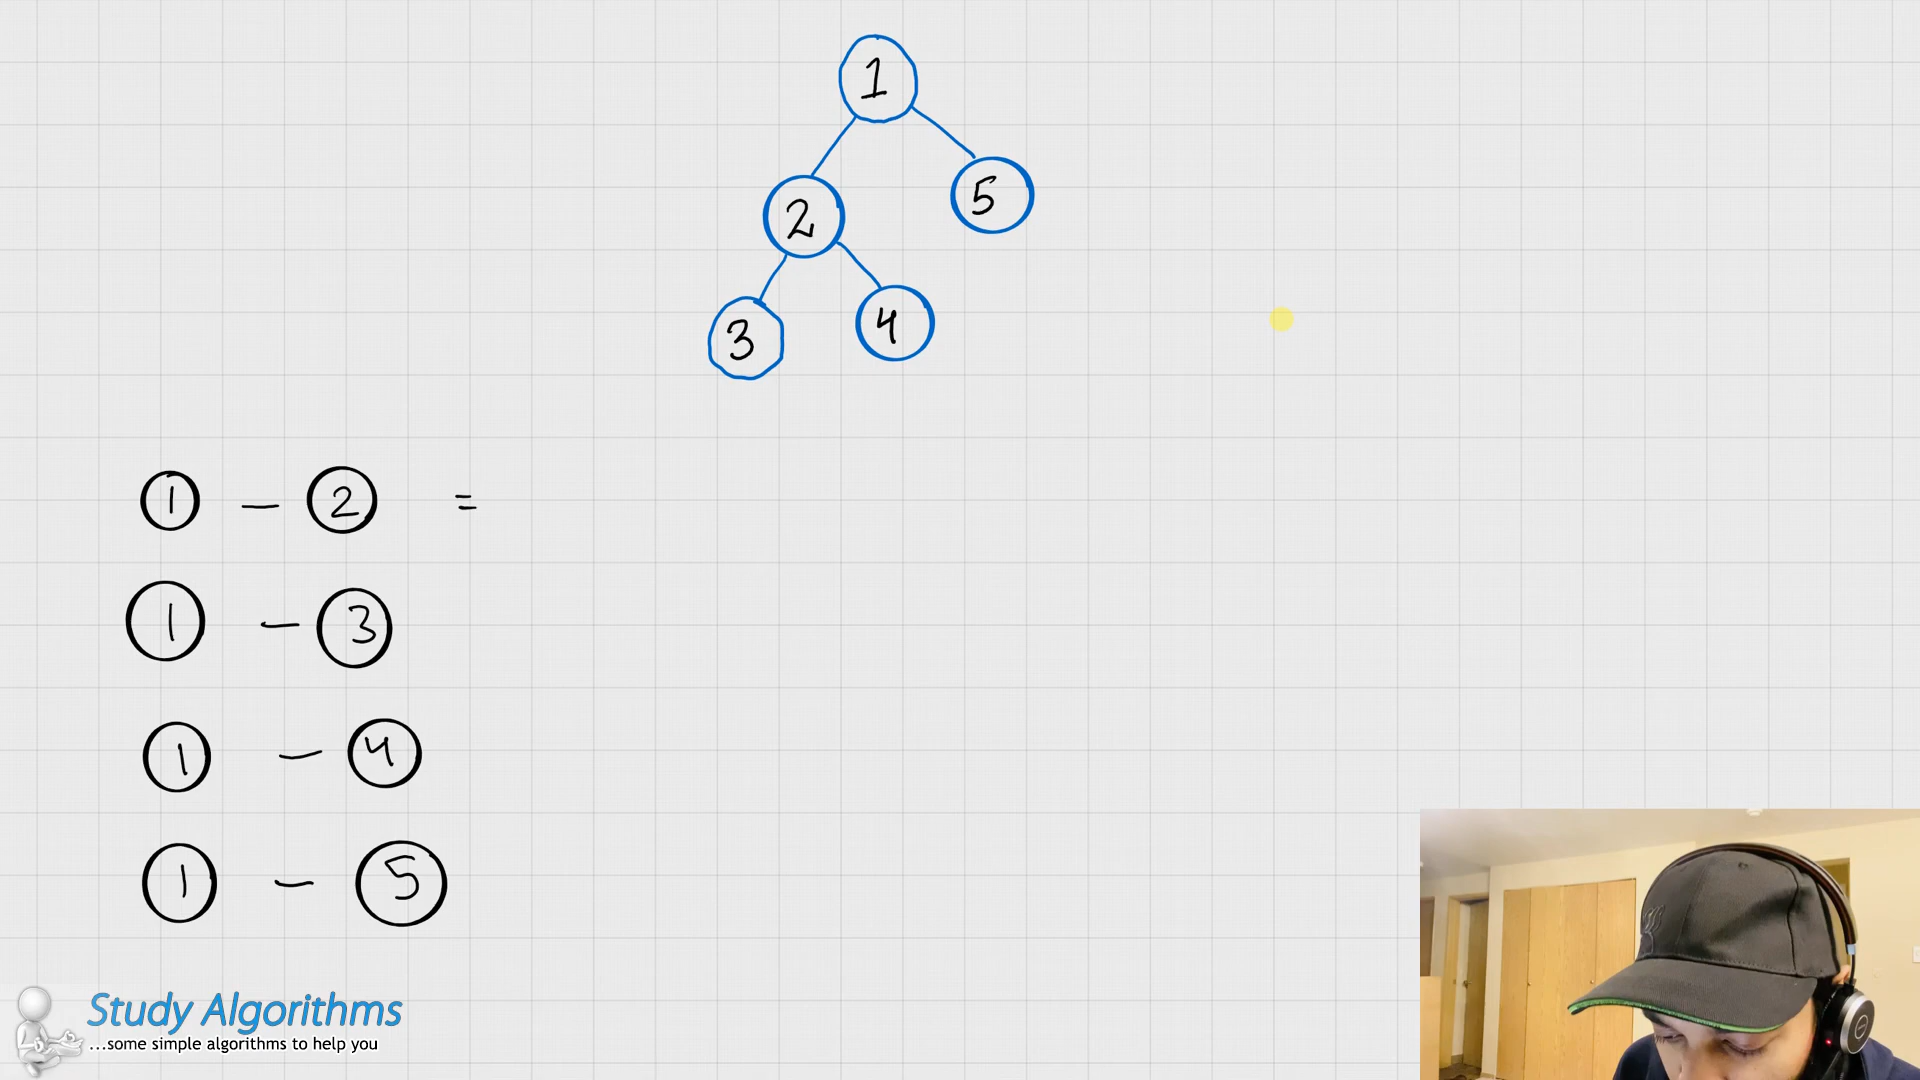 1
2 5
3 4
1 - 2 =
1 - 3
1 - 4
1 - 5
Study Algorithms
...some simple algorithms to help you